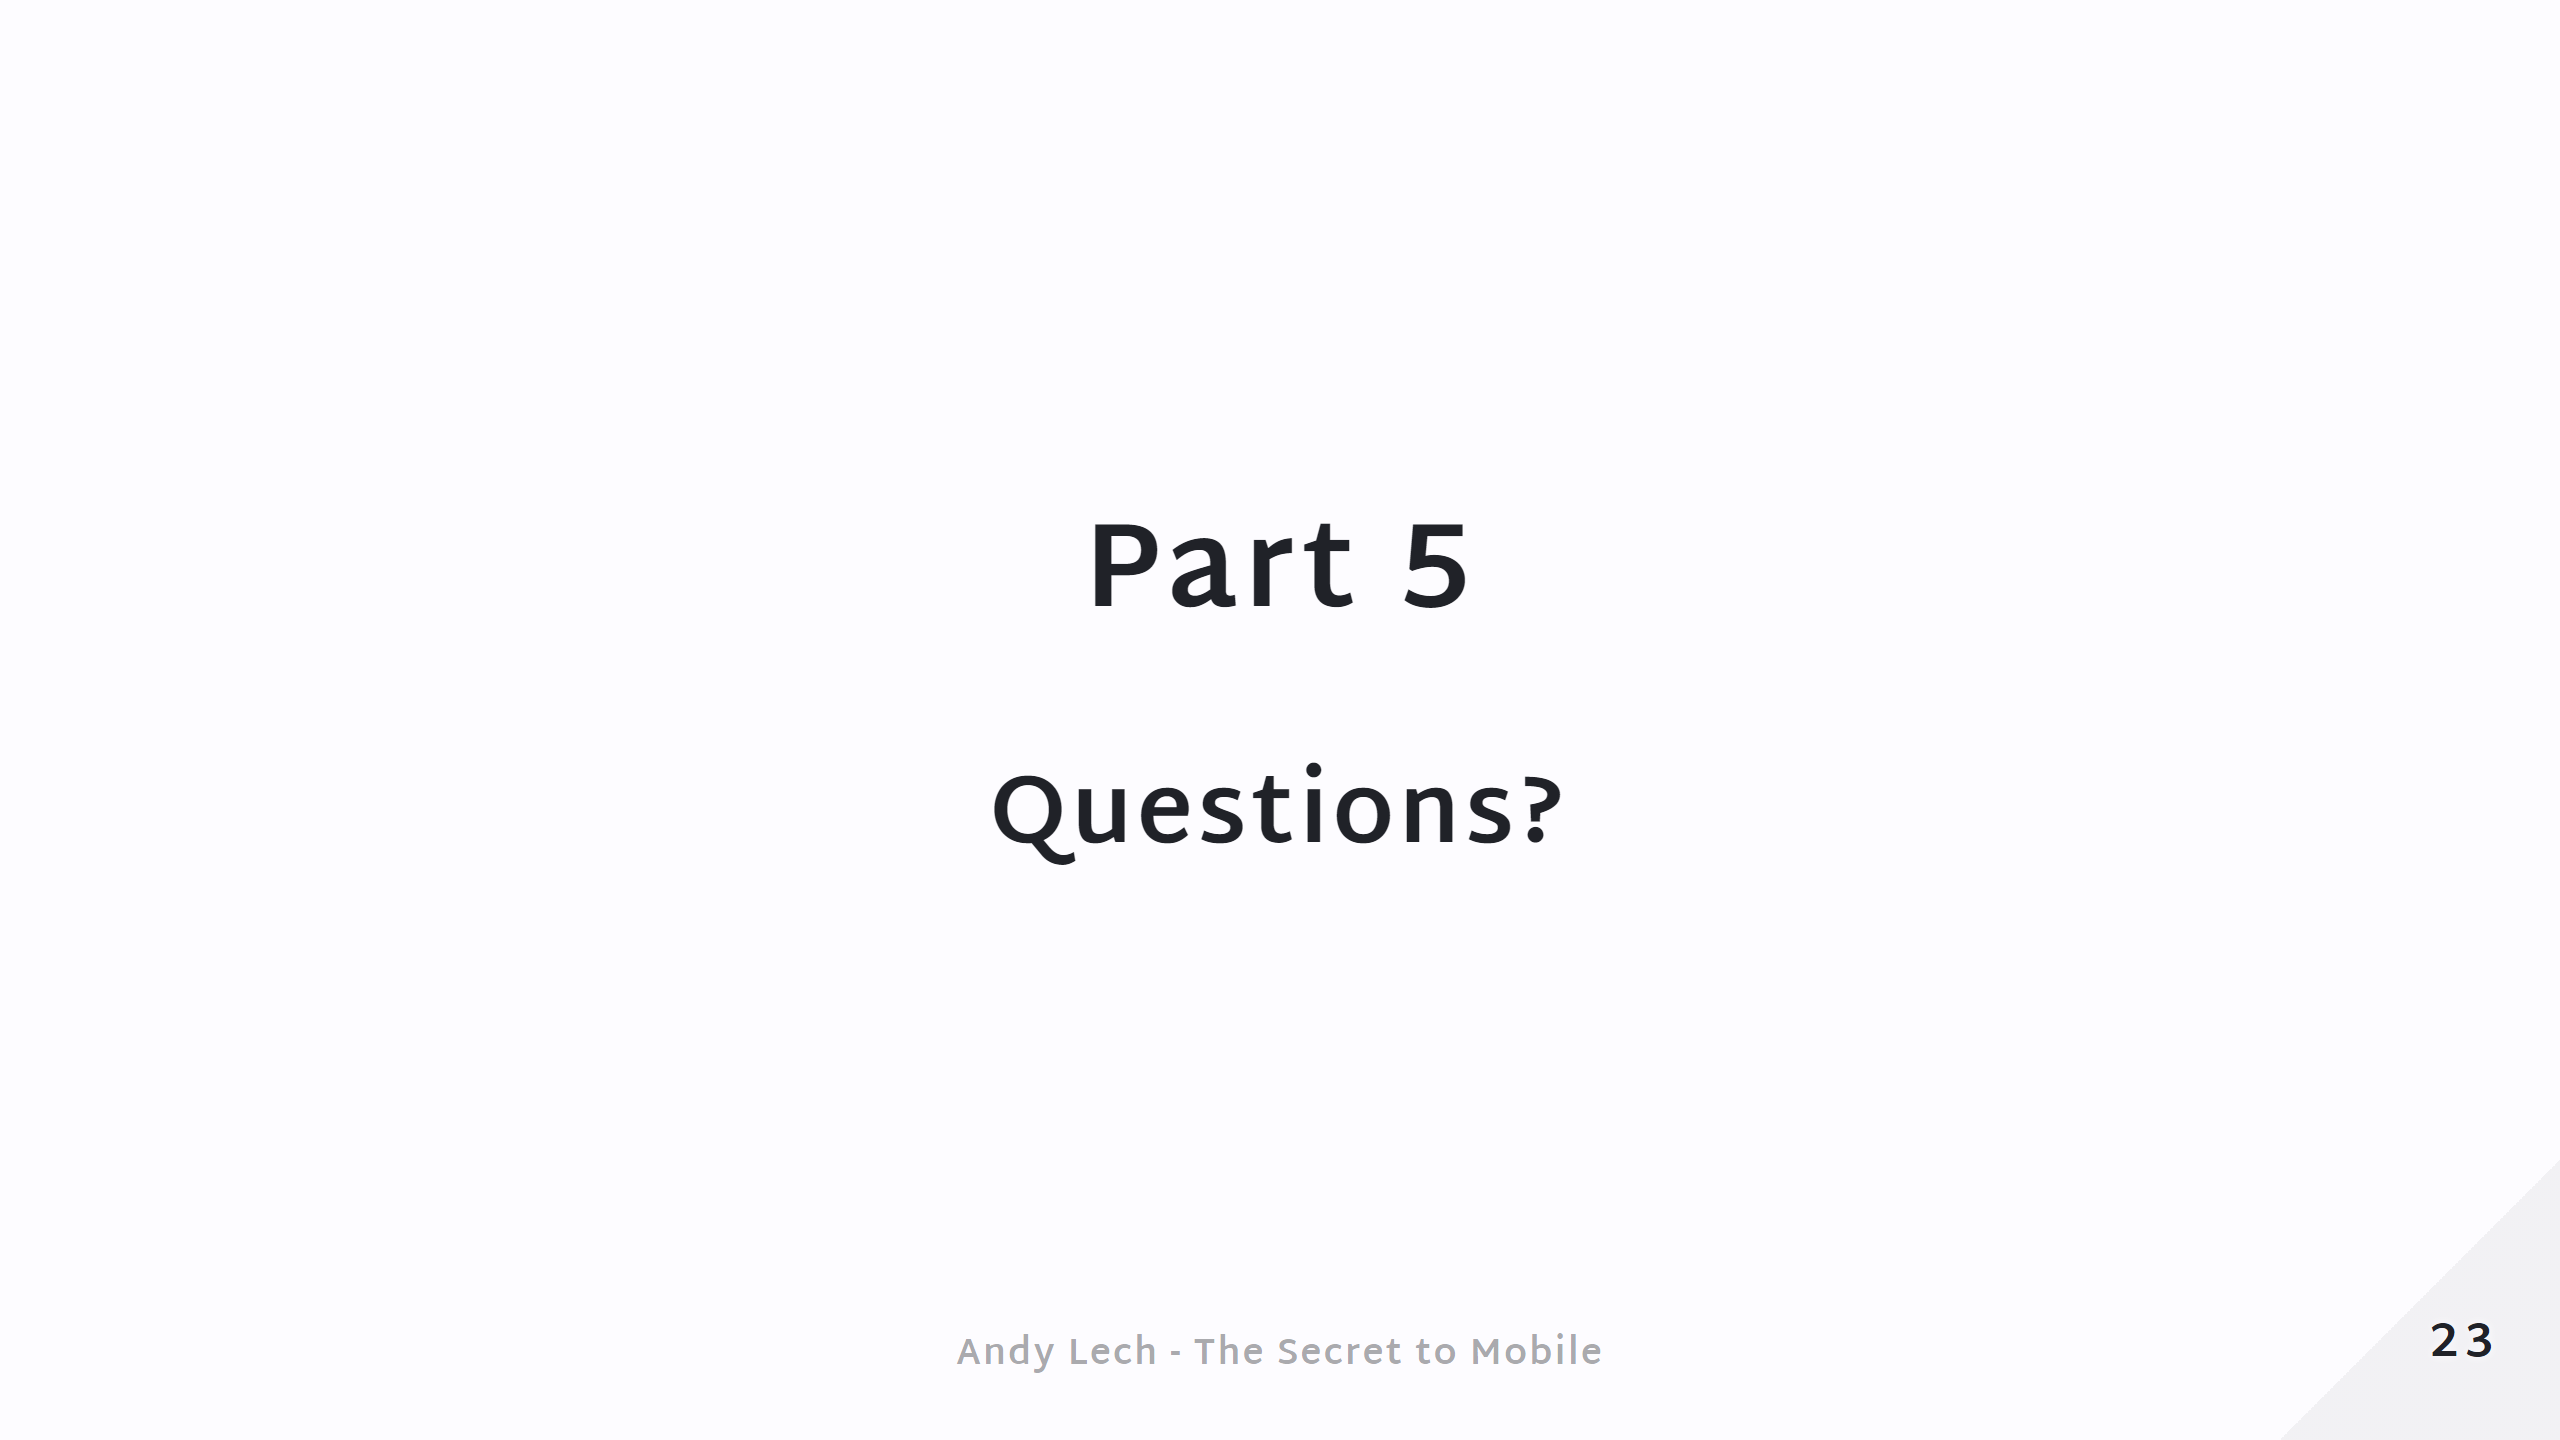 Part 5
Questions?
Andy Lech - The Secret to Mobile
23